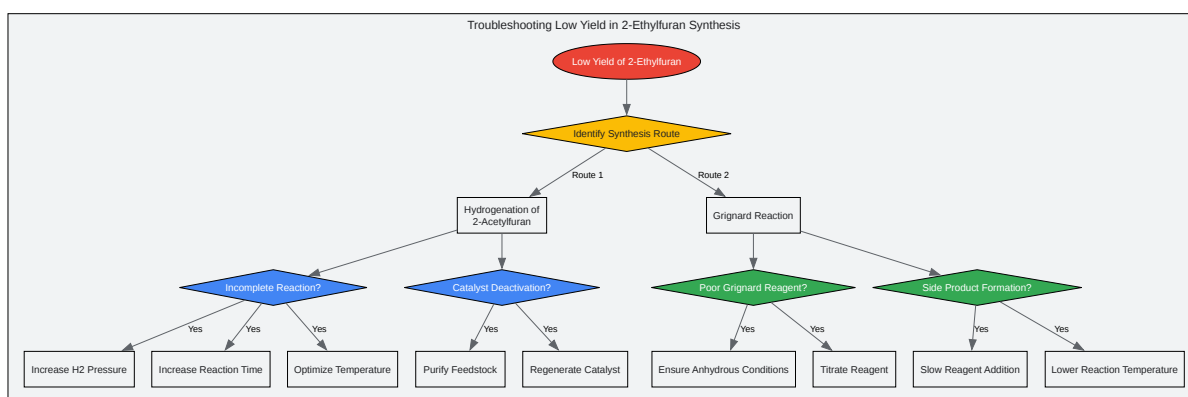 Troubleshooting Low Yield in 2-Ethylfuran Synthesis
Low Yield of 2-Ethylfuran
Identify Synthesis Route
Route 1
Route 2
Hydrogenation of
2-Acetylfuran
Grignard Reaction
Incomplete Reaction?
Catalyst Deactivation?
Poor Grignard Reagent?
Side Product Formation?
Yes
Yes
Yes
Yes
Yes
Yes
Yes
Yes
Yes
Increase H2 Pressure
Increase Reaction Time
Optimize Temperature
Purify Feedstock
Regenerate Catalyst
Ensure Anhydrous Conditions
Titrate Reagent
Slow Reagent Addition
Lower Reaction Temperature